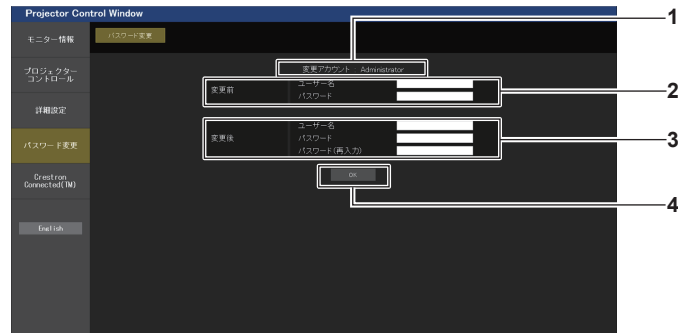 Projector Control Window
モニター情報
パスワード変更
プロジェクター
コントロール
詳細設定
パスワード変更
Crestron
Connected(TM)
English
変更アカウント : Administrator
変更前
ユーザー名
パスワード
変更後
ユーザー名
パスワード
パスワード(再入力)
OK
1
2
3
4